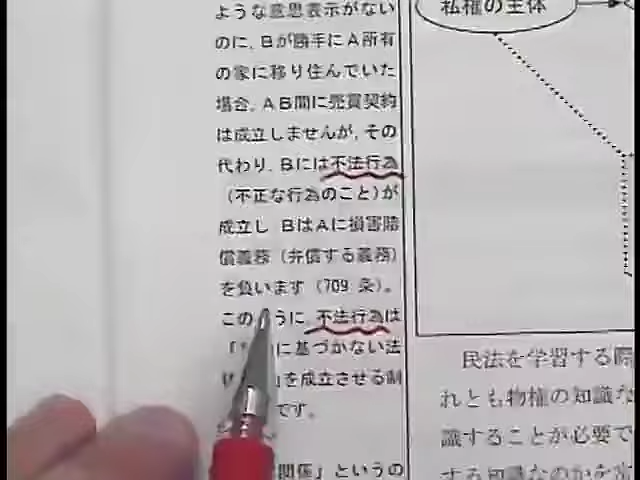 ような意思表示がない
のに、Bが勝手にA所有
の家に移り住んでいた
場合、AB間に売買契約
は成立しませんが、その
代わり、Bには不法行為
（不正な行為のこと）が
成立し BはAに損害賠
償義務（弁償する義務）
を負います（709 条）。
このように、不法行為は
に基づかない法
を成立させる制
です。
関係」というの
私権の主体
民法を学習する際
れとも物権の知識な
識することが必要で
する知識なのかを